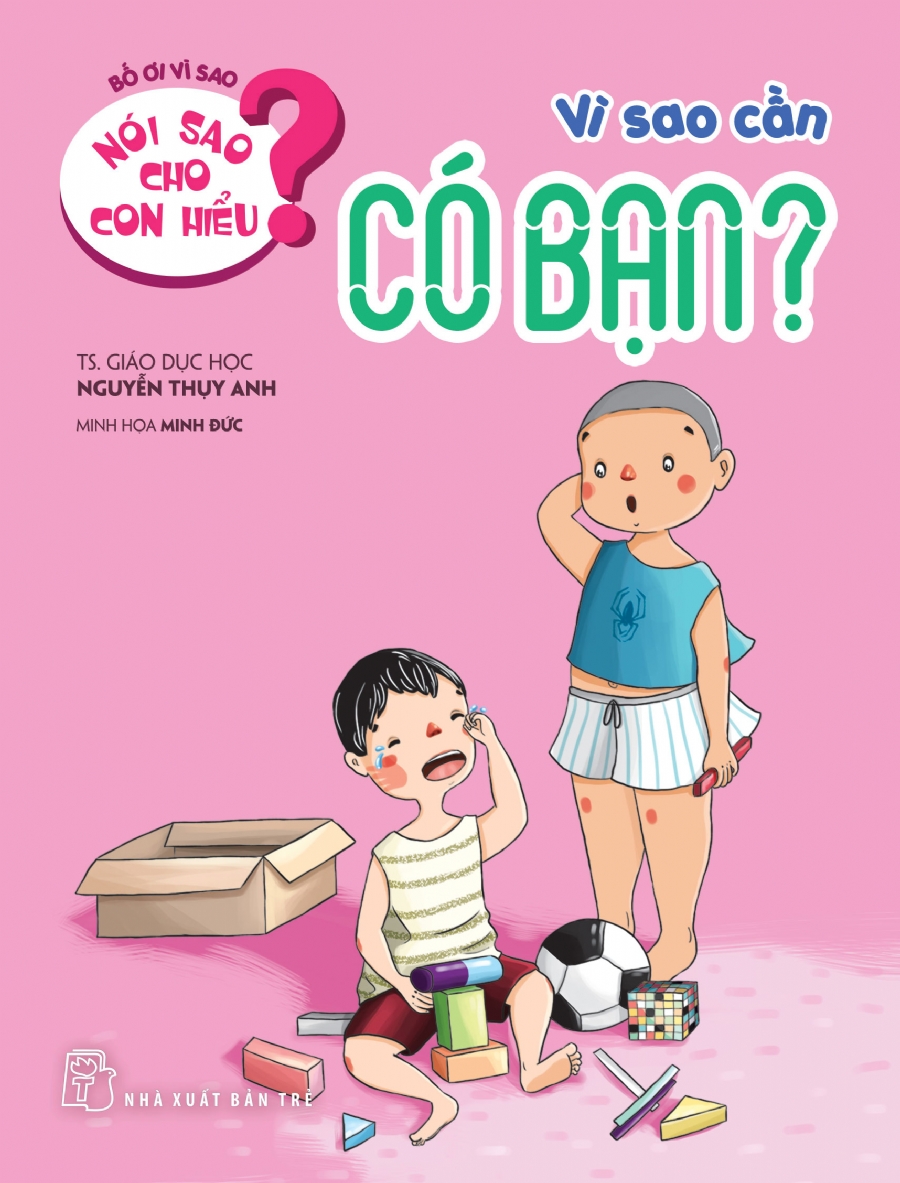 BỐ ƠI VÌ SAO
NÓI SAO
CHO
CON HIỂU
?
Vì sao cần
CÓ BẠN?
TS. GIÁO DỤC HỌC
NGUYỄN THỤY ANH
MINH HỌA MINH ĐỨC
T
NHÀ XUẤT BẢN TRẺ